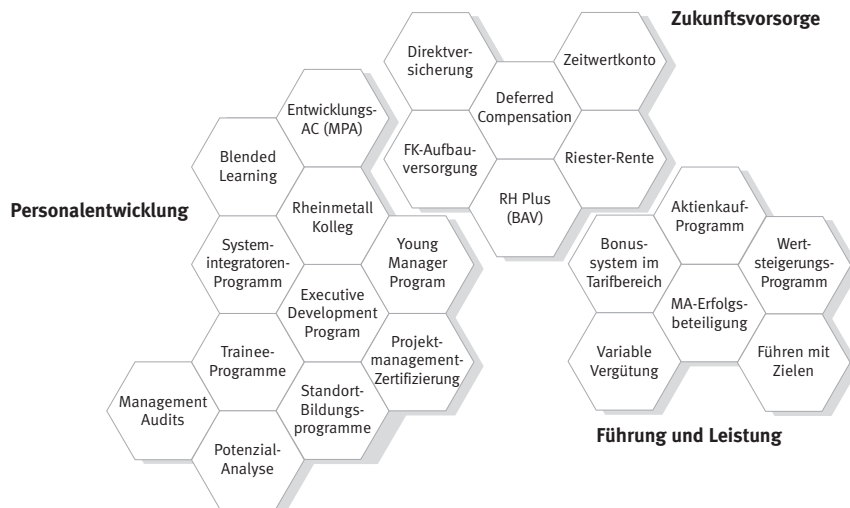 Zukunftsvorsorge
Direktver-
sicherung
Zeitwertkonto
Deferred
Compensation
FK-Aufbau-
versorgung
Riester-Rente
RH Plus
(BAV)
Personalentwicklung
Entwicklungs-
AC (MPA)
Blended
Learning
Rheinmetall
Kolleg
System-
integratoren-
Programm
Young
Manager
Program
Executive
Development
Program
Trainee-
Programme
Projekt-
management-
Zertifizierung
Management
Audits
Standort-
Bildungs-
programme
Potenzial-
Analyse
Aktienkauf-
Programm
Bonus-
system im
Tarifbereich
Wert-
steigerungs-
Programm
MA-Erfolgs-
beteiligung
Variable
Vergütung
Führen mit
Zielen
Führung und Leistung